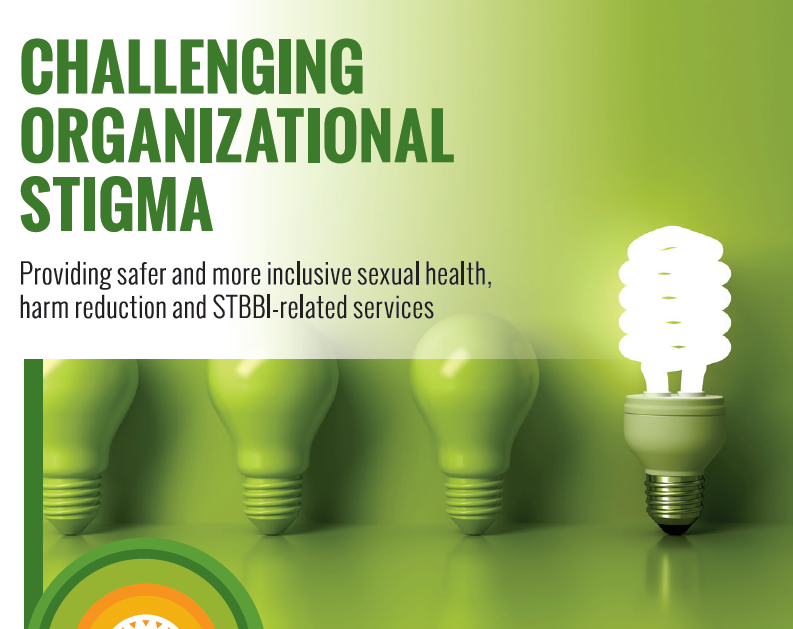 CHALLENGING
ORGANIZATIONAL
STIGMA
Providing safer and more inclusive sexual health,
harm reduction and STBBI-related services